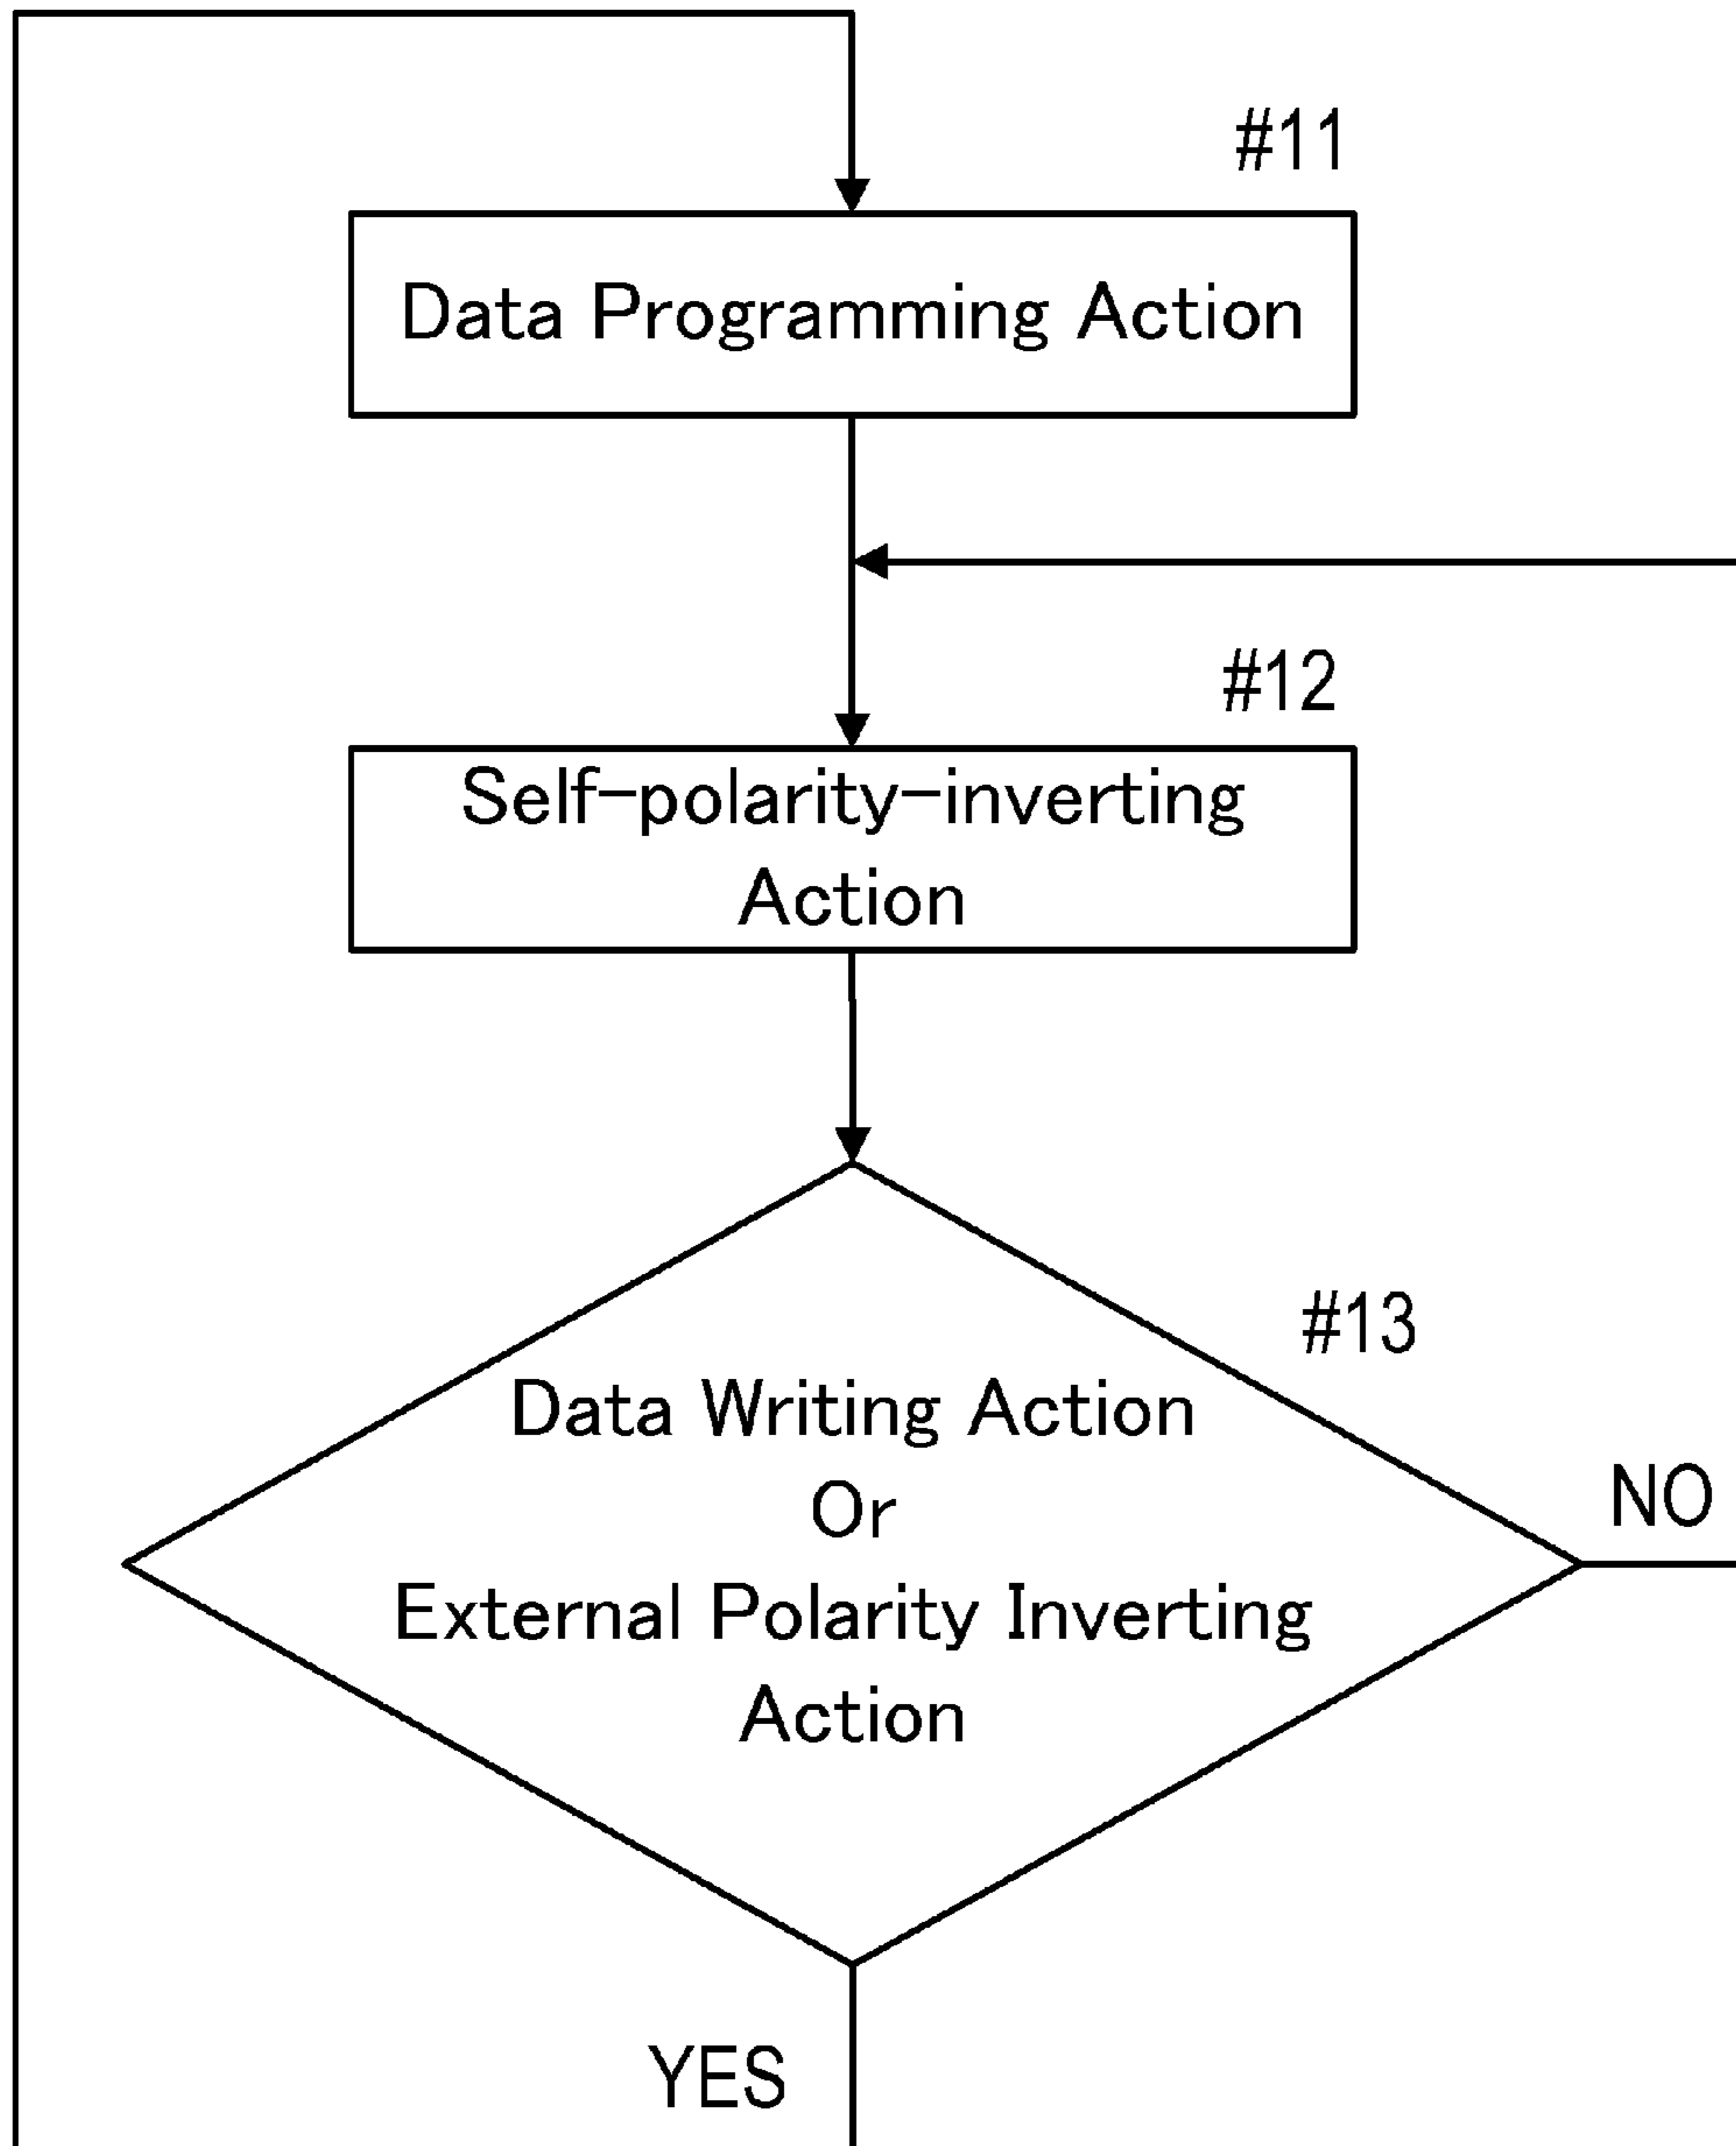 #11
Data Programming Action
#12
Self-polarity-inverting
Action
#13
Data Writing Action
Or
External Polarity Inverting
Action
NO
YES